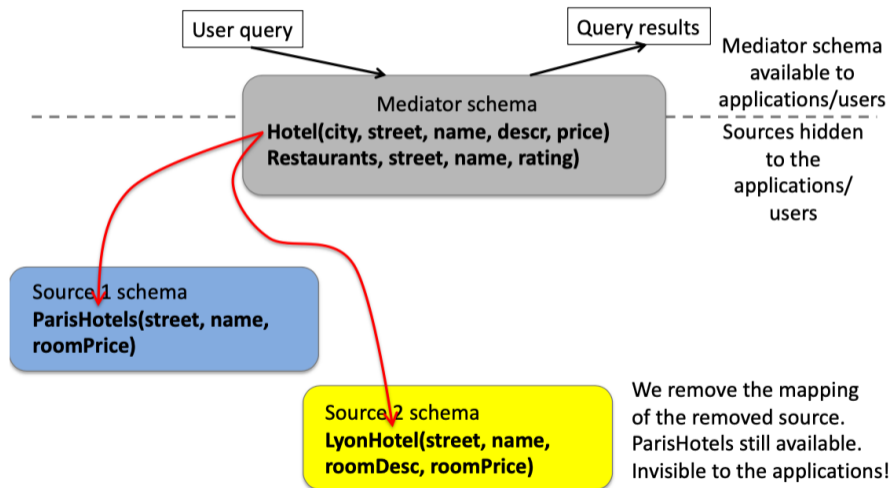 User query
Query results
Mediator schema
available to
applications/users
Mediator schema
Hotel(city, street, name, descr, price)
Restaurants, street, name, rating)
Sources hidden
to the
applications/
users
Source 1 schema
ParisHotels(street, name,
roomPrice)
Source 2 schema
LyonHotel(street, name,
roomDesc, roomPrice)
We remove the mapping
of the removed source.
ParisHotels still available.
Invisible to the applications!